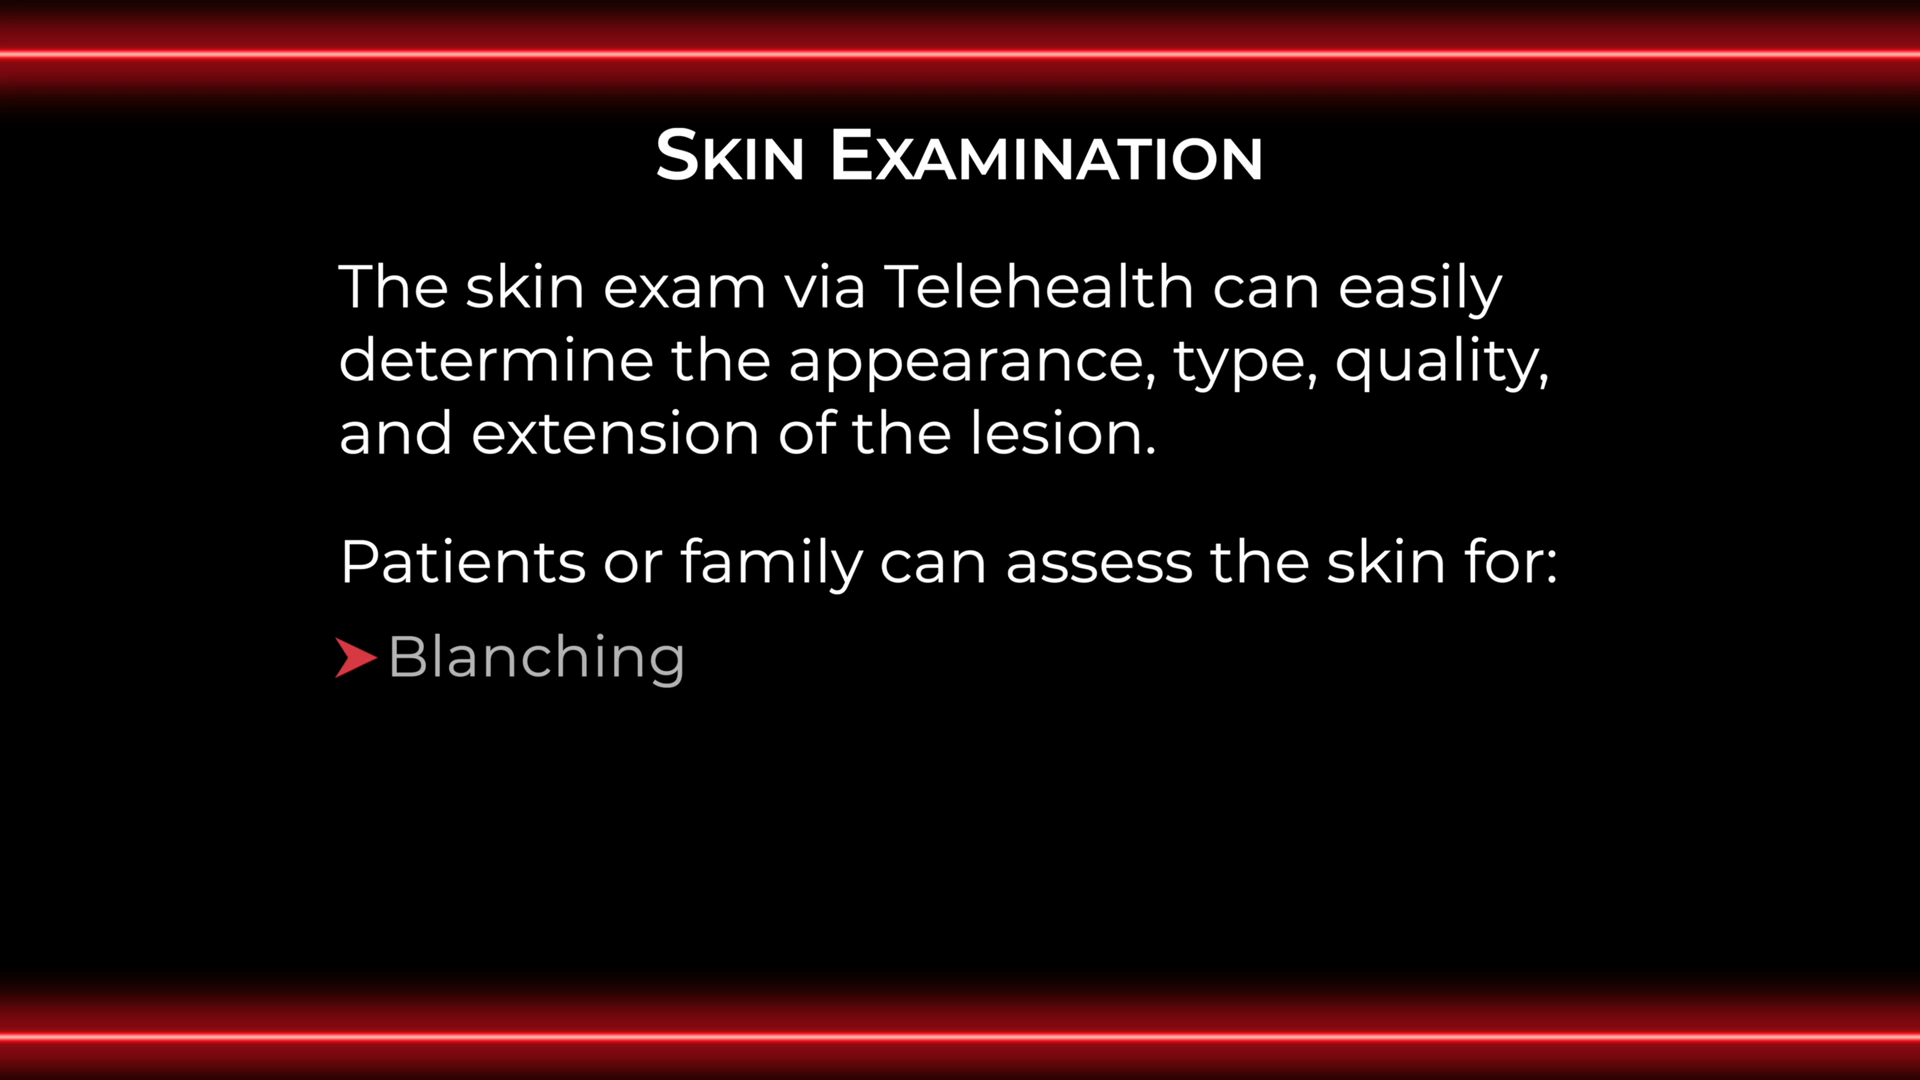 SKIN EXAMINATION
The skin exam via Telehealth can easily
determine the appearance, type, quality,
and extension of the lesion.
Patients or family can assess the skin for:
➤ Blanching